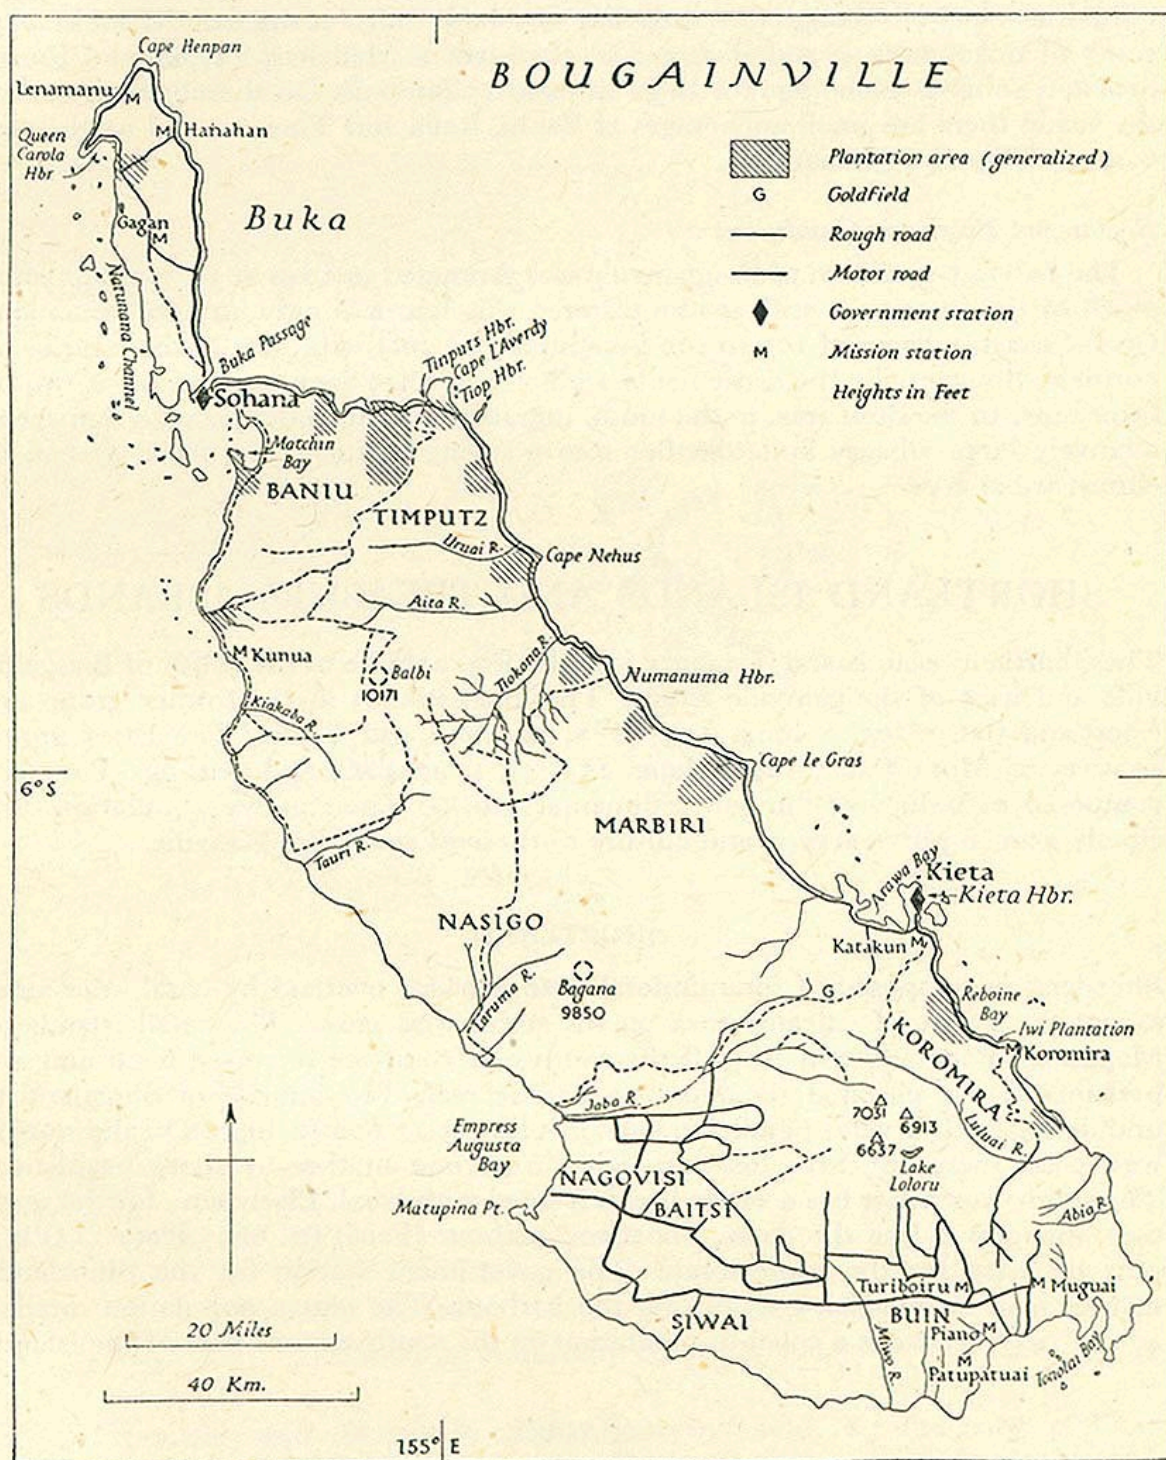 BOUGAINVILLE
Cape Henpan
Lenamanu
M
M Hanahan
Queen
Carola
Hbr
Gagan
M
Buka
Natunana Channel
Buka Passage
Sohana
Plantation area (generalized)
G Goldfield
Rough road
Motor road
Government station
M Mission station
Heights in Feet
Tinputs Hbr.
Cape L'Averdy
Tiop Hbr.
Matchin
Bay
BANIU
TIMPUTZ
Uruai R.
Cape Nehus
Aita R.
M Kunua
Balbi
10171
Tiokana R.
Numanuma Hbr.
Kiakaba R.
Cape le Gras
6° S
MARBIRI
Tauri R.
Arawa Bay
Kieta
Kieta Hbr.
NASIGO
Katakun M
Laruma R.
Bagana
9850
G
Reboine
Bay
Iwi Plantation
M Koromira
KOROMIRA
Jaba R.
7031
6913
6637
Lake
Loloru
Luluai R.
Empress
Augusta
Bay
NAGOVISI
Matupina Pt.
BAITSI
Abia R.
Turiboiru M
M Muguai
SIWAI
BUIN
Piano M
Miwo R.
M
Patupatuai
Tonolai Bay
20 Miles
40 Km.
155° E